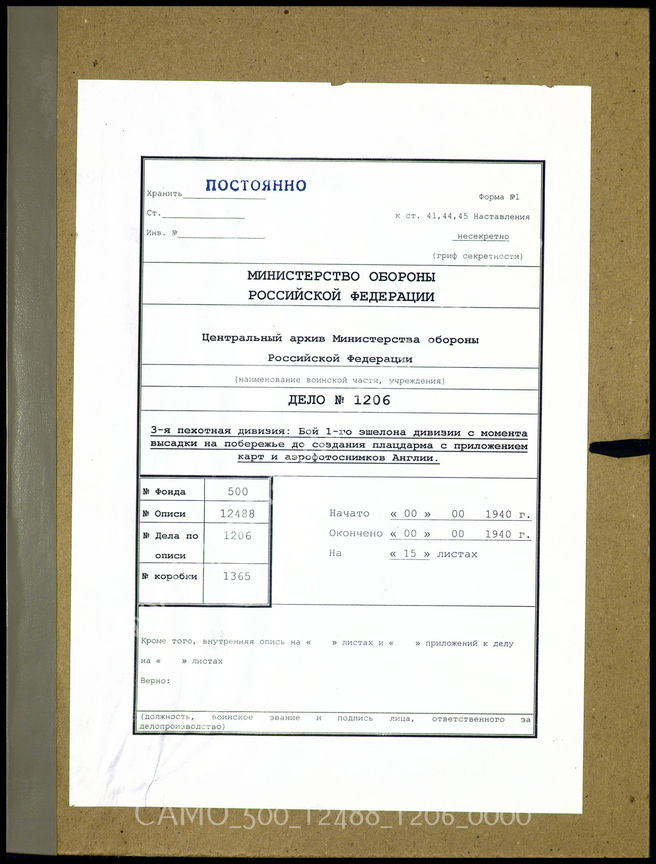 Хранить ПОСТОЯННО
Форма №1
Ст.
к ст. 41,44,45 Наставления
Инв. №
несекретно
(гриф секретности)
МИНИСТЕРСТВО ОБОРОНЫ
РОССИЙСКОЙ ФЕДЕРАЦИИ
Центральный архив Министерства обороны
Российской Федерации
(наименование воинской части, учреждения)
ДЕЛО № 1206
3-я пехотная дивизия: Бой 1-го эшелона дивизии с момента
высадки на побережье до создания плацдарма с приложением
карт и аэрофотоснимков Англии.
№ Фонда 500
№ Описи 12488
№ Дела по 1206
описи
№ коробки 1365
Начато « 00 » 00 1940 г.
Окончено « 00 » 00 1940 г.
На « 15 » листах
Кроме того, внутренняя опись на « » листах и « » приложений к делу
на « » листах
Верно:
(должность, воинское звание и подпись лица, ответственного за
делопроизводство)
CAMO_500_12488_1206_0000